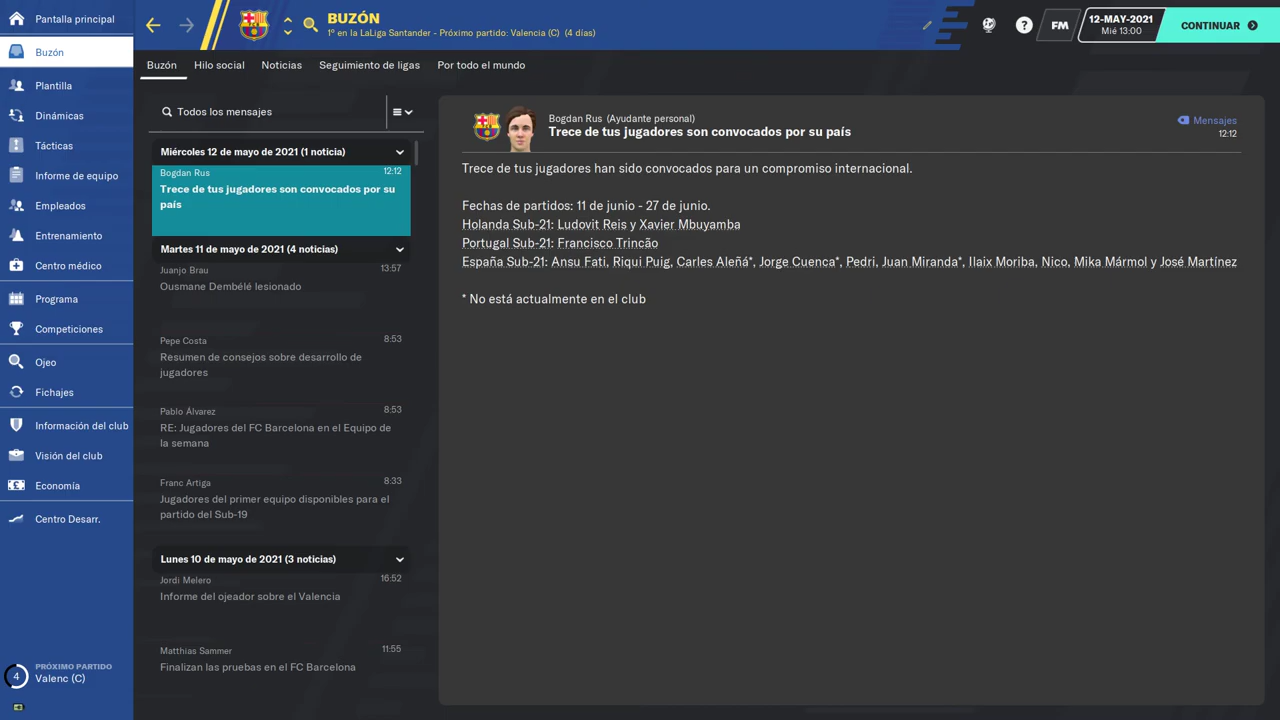 Pantalla principal
Buzón
Plantilla
Dinámicas
Tácticas
Informe de equipo
Empleados
Entrenamiento
Centro médico
Programa
Competiciones
Ojeo
Fichajes
Información del club
Visión del club
Economía
Centro Desarr.
4
PRÓXIMO PARTIDO
Valenc (C)
BUZÓN
1º en la LaLiga Santander - Próximo partido: Valencia (C) (4 días)
?
FM
12-MAY-2021
Mié 13:00
CONTINUAR
Buzón
Hilo social
Noticias
Seguimiento de ligas
Por todo el mundo
Todos los mensajes
Miércoles 12 de mayo de 2021 (1 noticia)
Bogdan Rus 12:12
Trece de tus jugadores son convocados por su
país
Martes 11 de mayo de 2021 (4 noticias)
Juanjo Brau 13:57
Ousmane Dembélé lesionado
Pepe Costa 8:53
Resumen de consejos sobre desarrollo de
jugadores
Pablo Álvarez 8:53
RE: Jugadores del FC Barcelona en el Equipo de
la semana
Franc Artiga 8:33
Jugadores del primer equipo disponibles para el
partido del Sub-19
Lunes 10 de mayo de 2021 (3 noticias)
Jordi Melero 16:52
Informe del ojeador sobre el Valencia
Matthias Sammer 11:55
Finalizan las pruebas en el FC Barcelona
Bogdan Rus (Ayudante personal)
Trece de tus jugadores son convocados por su país
Mensajes
12:12
Trece de tus jugadores han sido convocados para un compromiso internacional.
Fechas de partidos: 11 de junio - 27 de junio.
Holanda Sub-21: Ludovit Reis y Xavier Mbuyamba
Portugal Sub-21: Francisco Trincão
España Sub-21: Ansu Fati, Riqui Puig, Carles Aleñá*, Jorge Cuenca*, Pedri, Juan Miranda*, Ilaix Moriba, Nico, Mika Mármol y José Martínez
* No está actualmente en el club